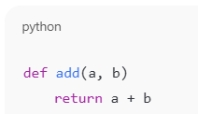 python
def add(a, b)
    return a + b